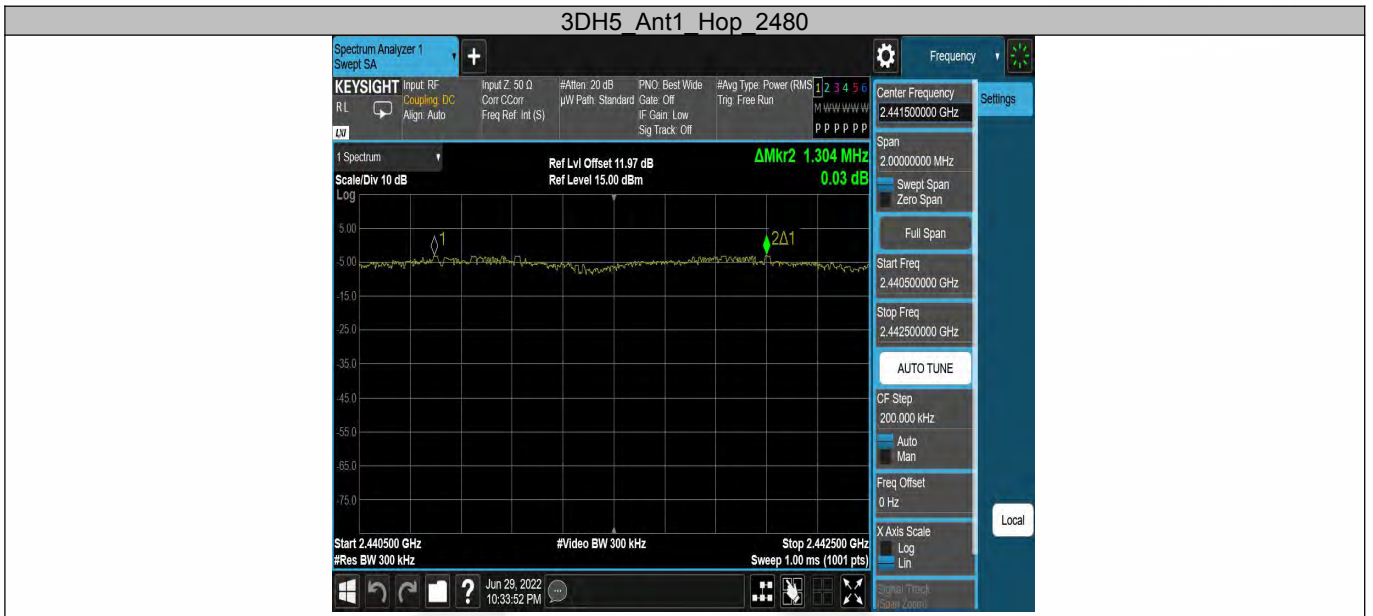 3DH5_Ant1_Hop_2480
Spectrum Analyzer 1
Swept SA
+
Frequency
KEYSIGHT
RL
LXI
Input: RF
Coupling: DC
Align: Auto
Input Z: 50 Ω
Corr CCorr
Freq Ref: Int (S)
#Atten: 20 dB
µW Path: Standard
PNO: Best Wide
Gate: Off
IF Gain: Low
Sig Track: Off
#Avg Type: Power (RMS
Trig: Free Run
1 2 3 4 5 6
M W W W W W
P P P P P P
1 Spectrum
Scale/Div 10 dB
Log
Ref Lvl Offset 11.97 dB
Ref Level 15.00 dBm
ΔMkr2 1.304 MHz
0.03 dB
5.00
-5.00
-15.0
-25.0
-35.0
-45.0
-55.0
-65.0
-75.0
1
2Δ1
Start 2.440500 GHz
#Res BW 300 kHz
#Video BW 300 kHz
Stop 2.442500 GHz
Sweep 1.00 ms (1001 pts)
Center Frequency
2.441500000 GHz
Settings
Span
2.00000000 MHz
Swept Span
Zero Span
Full Span
Start Freq
2.440500000 GHz
Stop Freq
2.442500000 GHz
AUTO TUNE
CF Step
200.000 kHz
Auto
Man
Freq Offset
0 Hz
X Axis Scale
Log
Lin
Signal Track
(Span Zoom)
Local
?
Jun 29, 2022
10:33:52 PM